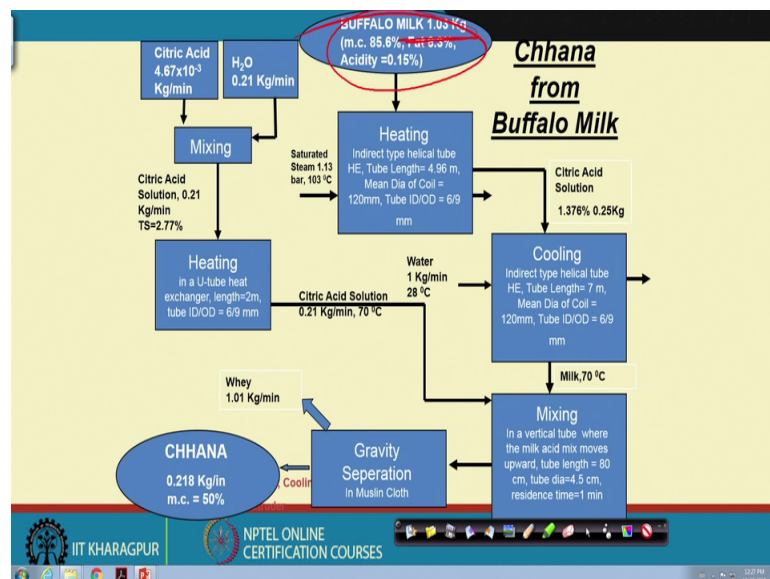 BUFFALO MILK 1.03 Kg
(m.c. 85.6%, Fat 6.3%,
Acidity =0.15%)
Chhana
from
Buffalo Milk
Citric Acid
4.67x10⁻³
Kg/min
H₂O
0.21 Kg/min
Mixing
Heating
Indirect type helical tube
HE, Tube Length= 4.96 m,
Mean Dia of Coil =
120mm, Tube ID/OD = 6/9
mm
Saturated
Steam 1.13
bar, 103 ⁰C
Citric Acid
Solution
1.376% 0.25Kg
Citric Acid
Solution, 0.21
Kg/min
TS=2.77%
Heating
in a U-tube heat
exchanger, length=2m,
tube ID/OD = 6/9 mm
Water
1 Kg/min
28 ⁰C
Cooling
Indirect type helical tube
HE, Tube Length= 7 m,
Mean Dia of Coil =
120mm, Tube ID/OD = 6/9
mm
Citric Acid Solution
0.21 Kg/min, 70 ⁰C
Milk,70 ⁰C
Whey
1.01 Kg/min
Mixing
In a vertical tube where
the milk acid mix moves
upward, tube length = 80
cm, tube dia=4.5 cm,
residence time=1 min
Gravity
Seperation
In Muslin Cloth
CHHANA
0.218 Kg/in
m.c. = 50%
, Coolin
IIT KHARAGPUR
NPTEL ONLINE
CERTIFICATION COURSES
12:27 PM